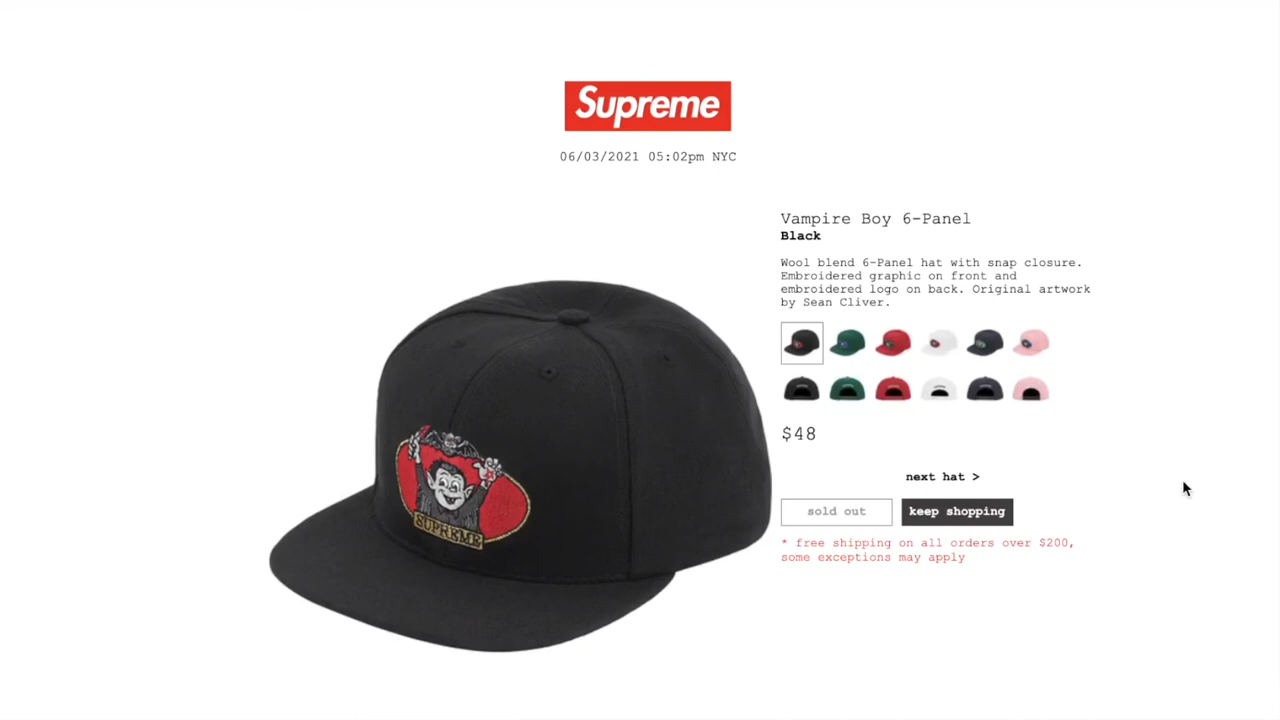 Supreme
06/03/2021 05:02pm NYC
Vampire Boy 6-Panel
Black
Wool blend 6-Panel hat with snap closure.
Embroidered graphic on front and
embroidered logo on back. Original artwork
by Sean Cliver.
$48
next hat >
sold out
keep shopping
* free shipping on all orders over $200,
some exceptions may apply
SUPREME